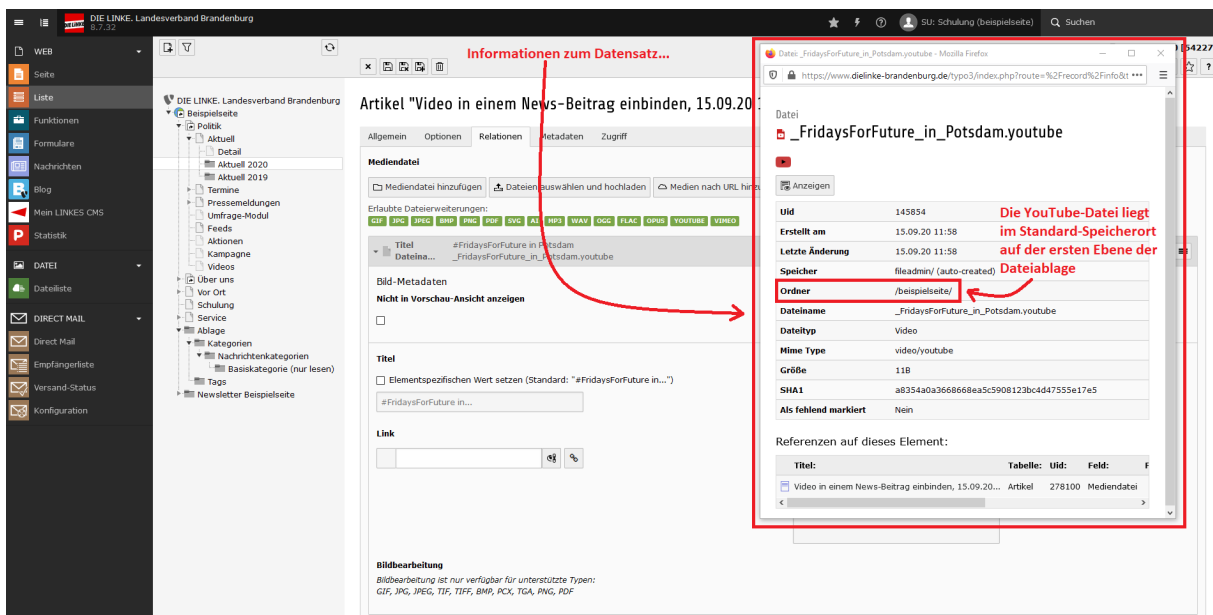 DIE LINKE. Landesverband Brandenburg
8.7.32
SU: Schulung (beispielseite)
Suchen
WEB
Seite
Liste
Funktionen
Formulare
Nachrichten
Blog
Mein LINKES CMS
Statistik
DATEI
Dateiliste
DIRECT MAIL
Direct Mail
Empfängerliste
Versand-Status
Konfiguration
DIE LINKE. Landesverband Brandenburg
Beispielseite
Politik
Aktuell
Detail
Aktuell 2020
Aktuell 2019
Termine
Pressemeldungen
Umfrage-Modul
Feeds
Aktionen
Kampagne
Videos
Über uns
Vor Ort
Schulung
Service
Ablage
Kategorien
Nachrichtenkategorien
Basiskategorie (nur lesen)
Tags
Newsletter Beispielseite
Informationen zum Datensatz...
Artikel "Video in einem News-Beitrag einbinden, 15.09.20
Allgemein Optionen Relationen Metadaten Zugriff
Mediendatei
Mediendatei hinzufügen Dateien auswählen und hochladen Medien nach URL
Erlaubte Dateierweiterungen:
GIF JPG JPEG BMP PNG PDF SVG AI MP3 WAV OGG FLAC OPUS YOUTUBE VIMEO
Titel #FridaysForFuture in Potsdam
Dateina... _FridaysForFuture_in_Potsdam.youtube
Bild-Metadaten
Nicht in Vorschau-Ansicht anzeigen
Titel
Elementspezifischen Wert setzen (Standard: "#FridaysForFuture in...")
#FridaysForFuture in...
Link
Bildbearbeitung
Bildbearbeitung ist nur verfügbar für unterstützte Typen:
GIF, JPG, JPEG, TIF, TIFF, BMP, PCX, TGA, PNG, PDF
Datei: _FridaysForFuture_in_Potsdam.youtube - Mozilla Firefox
https://www.dielinke-brandenburg.de/typo3/index.php?route=%2Frecord%2Finfo&t
Datei
_FridaysForFuture_in_Potsdam.youtube
Anzeigen
Uid 145854
Erstellt am 15.09.20 11:58
Letzte Änderung 15.09.20 11:58
Speicher fileadmin/ (auto-created)
Ordner /beispielseite/
Dateiname _FridaysForFuture_in_Potsdam.youtube
Dateityp Video
Mime Type video/youtube
Größe 11B
SHA1 a8354a0a3668668ea5c5908123bc4d47555e17e5
Als fehlend markiert Nein
Die YouTube-Datei liegt
im Standard-Speicherort
auf der ersten Ebene der
Dateiablage
Referenzen auf dieses Element:
Titel: Tabelle: Uid: Feld:
Video in einem News-Beitrag einbinden, 15.09.20... Artikel 278100 Mediendatei